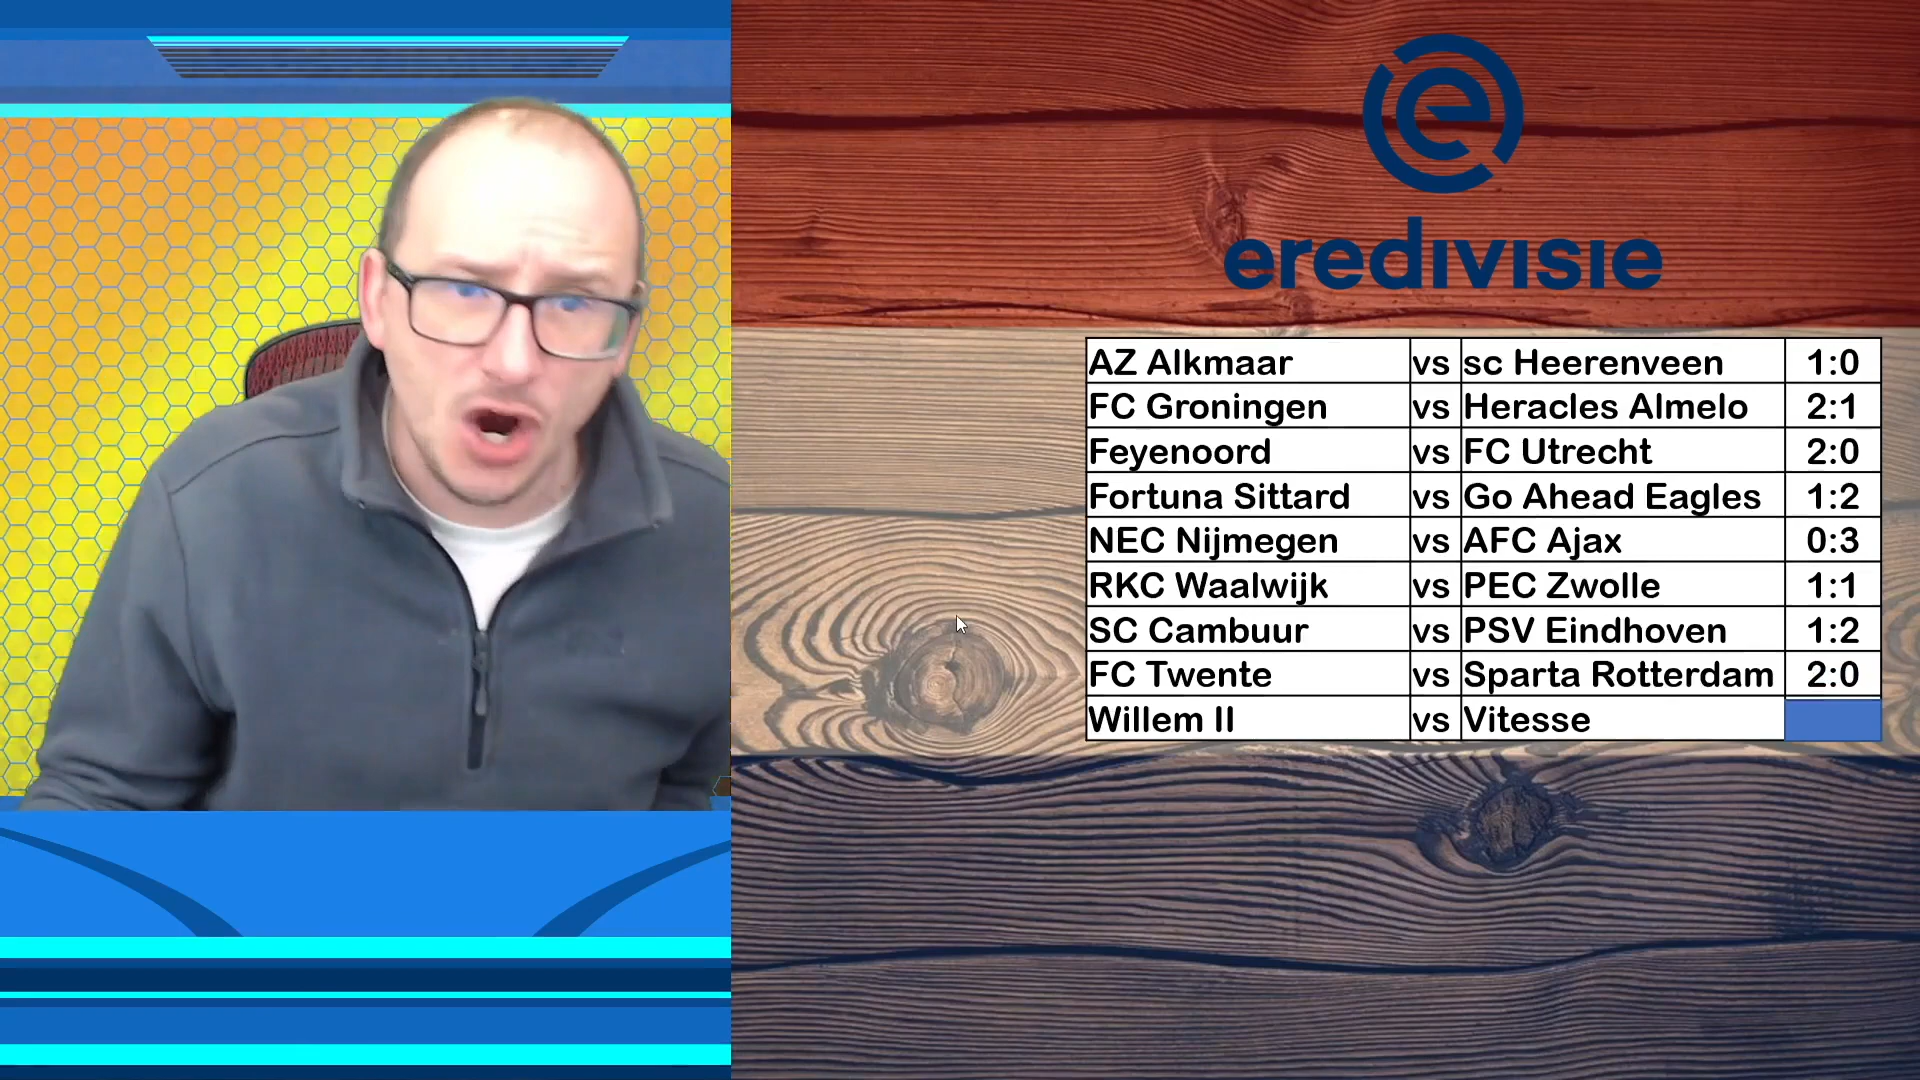 e
eredivisie
AZ Alkmaar vs sc Heerenveen 1:0
FC Groningen vs Heracles Almelo 2:1
Feyenoord vs FC Utrecht 2:0
Fortuna Sittard vs Go Ahead Eagles 1:2
NEC Nijmegen vs AFC Ajax 0:3
RKC Waalwijk vs PEC Zwolle 1:1
SC Cambuur vs PSV Eindhoven 1:2
FC Twente vs Sparta Rotterdam 2:0
Willem II vs Vitesse